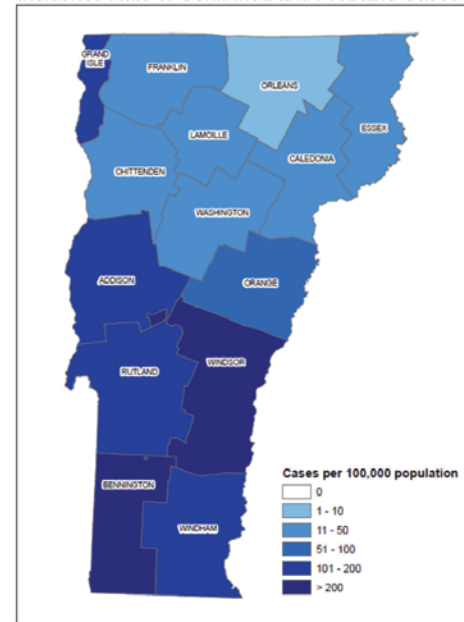 GRAND
ISLE
FRANKLIN
ORLEANS
ESSEX
LAMOILLE
CALEDONIA
CHITTENDEN
WASHINGTON
ADDISON
ORANGE
WINDSOR
RUTLAND
BENNINGTON
WINDHAM
Cases per 100,000 population
0
1 - 10
11 - 50
51 - 100
101 - 200
> 200